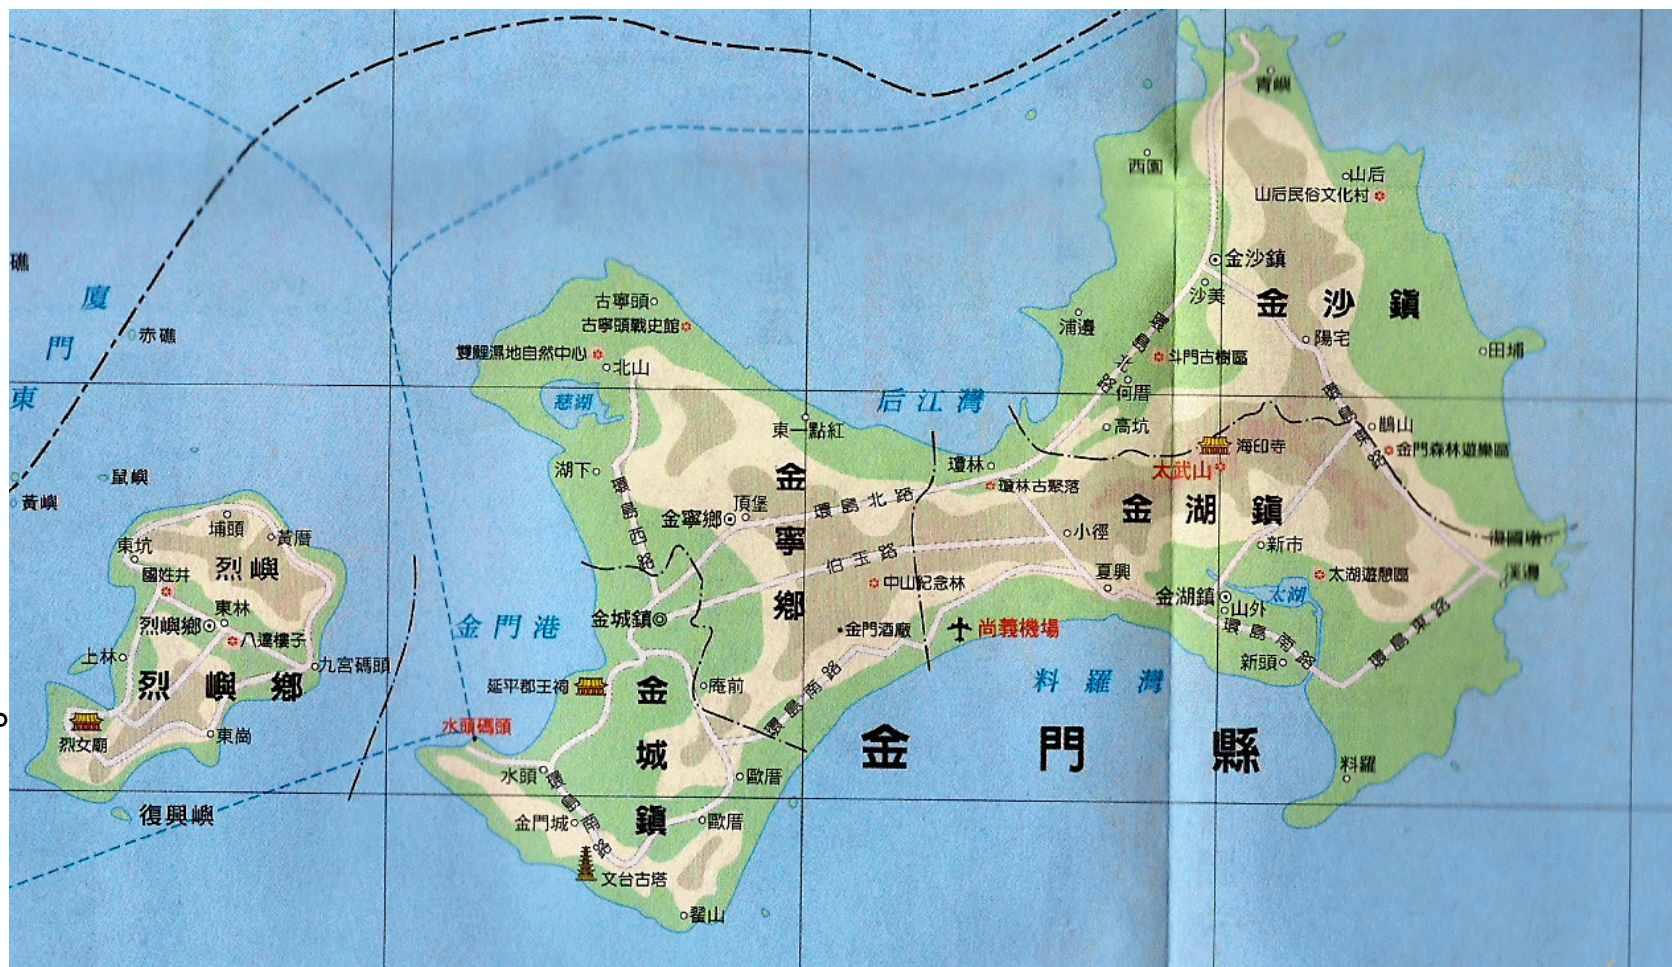 青嶼
西園
山后
山后民俗文化村
礁
金沙鎮
廈
門
東
沙美
古寧頭
金沙鎮
古寧頭戰史館
浦邊
環島北路
赤礁
陽宅
雙鯉濕地自然中心
斗門古樹區
田埔
北山
何厝
慈湖
后江灣
環島東路
東一點紅
高坑
鵲山
海印寺
金門森林遊樂區
湖下
瓊林
太武山
鼠嶼
金寧鄉
瓊林古聚落
黃嶼
環島西路
頂堡
環島北路
金湖鎮
埔頭
金寧鄉
黃厝
小徑
東坑
新市
復國墩
烈嶼
伯玉路
國姓井
中山紀念林
夏興
太湖遊憩區
溪邊
東林
金湖鎮
太湖
烈嶼鄉
金城鎮
山外
金門港
八達樓子
金門酒廠
尚義機場
環島南路
環島東路
上林
九宮碼頭
新頭
烈嶼鄉
延平郡王祠
庵前
環島南路
料羅灣
金城鎮
水頭碼頭
烈女廟
東崗
金門縣
水頭
歐厝
料羅
環島南路
復興嶼
金門城
歐厝
文台古塔
翟山